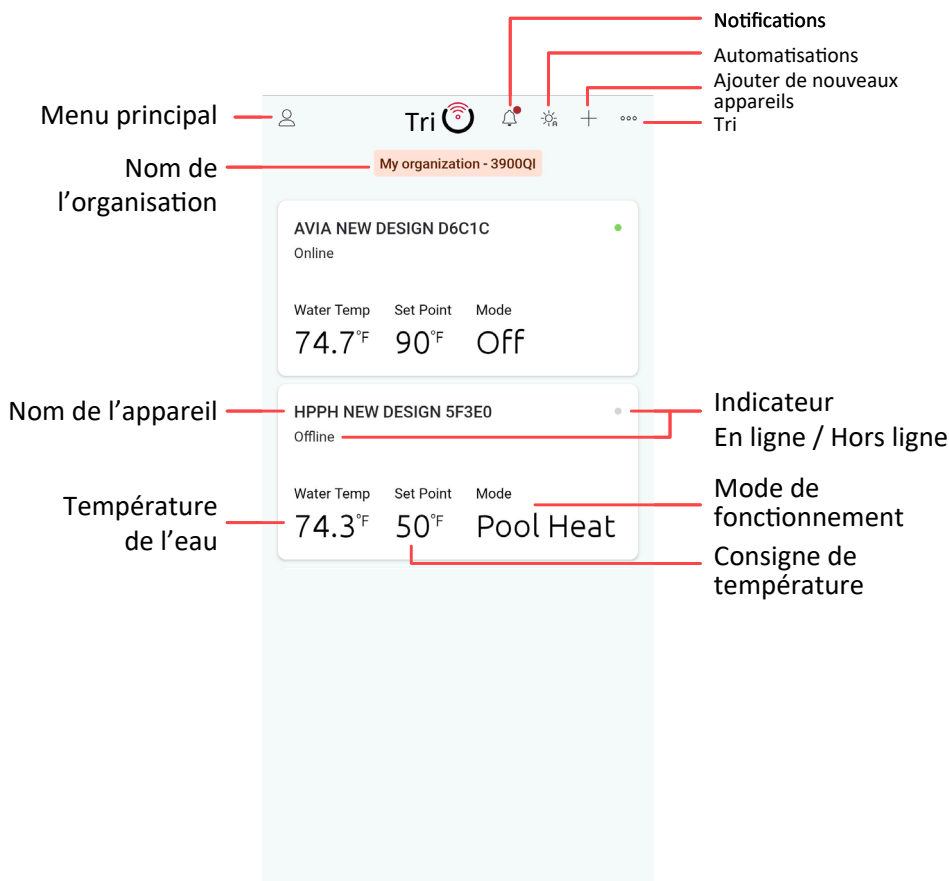 Notifications
Automatisations
Ajouter de nouveaux
appareils
Tri
Menu principal
Tri
My organization - 3900QI
Nom de
l'organisation
AVIA NEW DESIGN D6C1C
Online
Water Temp Set Point Mode
74.7°F 90°F Off
Nom de l'appareil
HPPH NEW DESIGN 5F3E0
Offline
Indicateur
En ligne / Hors ligne
Water Temp Set Point Mode
74.3°F 50°F Pool Heat
Température
de l'eau
Mode de
fonctionnement
Consigne de
température